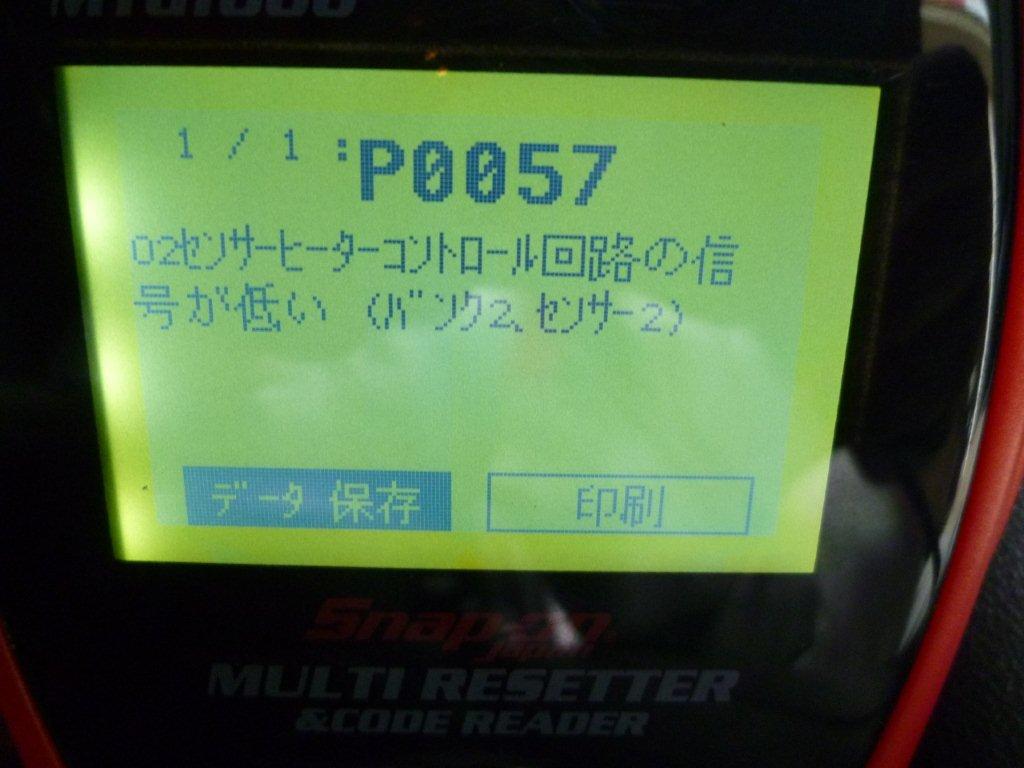 1 / 1 :P0057
O2センサーヒーターコントロール回路の信
号が低い (バンク2、センサー2)
データ 保存 印刷
Snap-on
Japan
MULTI RESETTER
&CODE READER